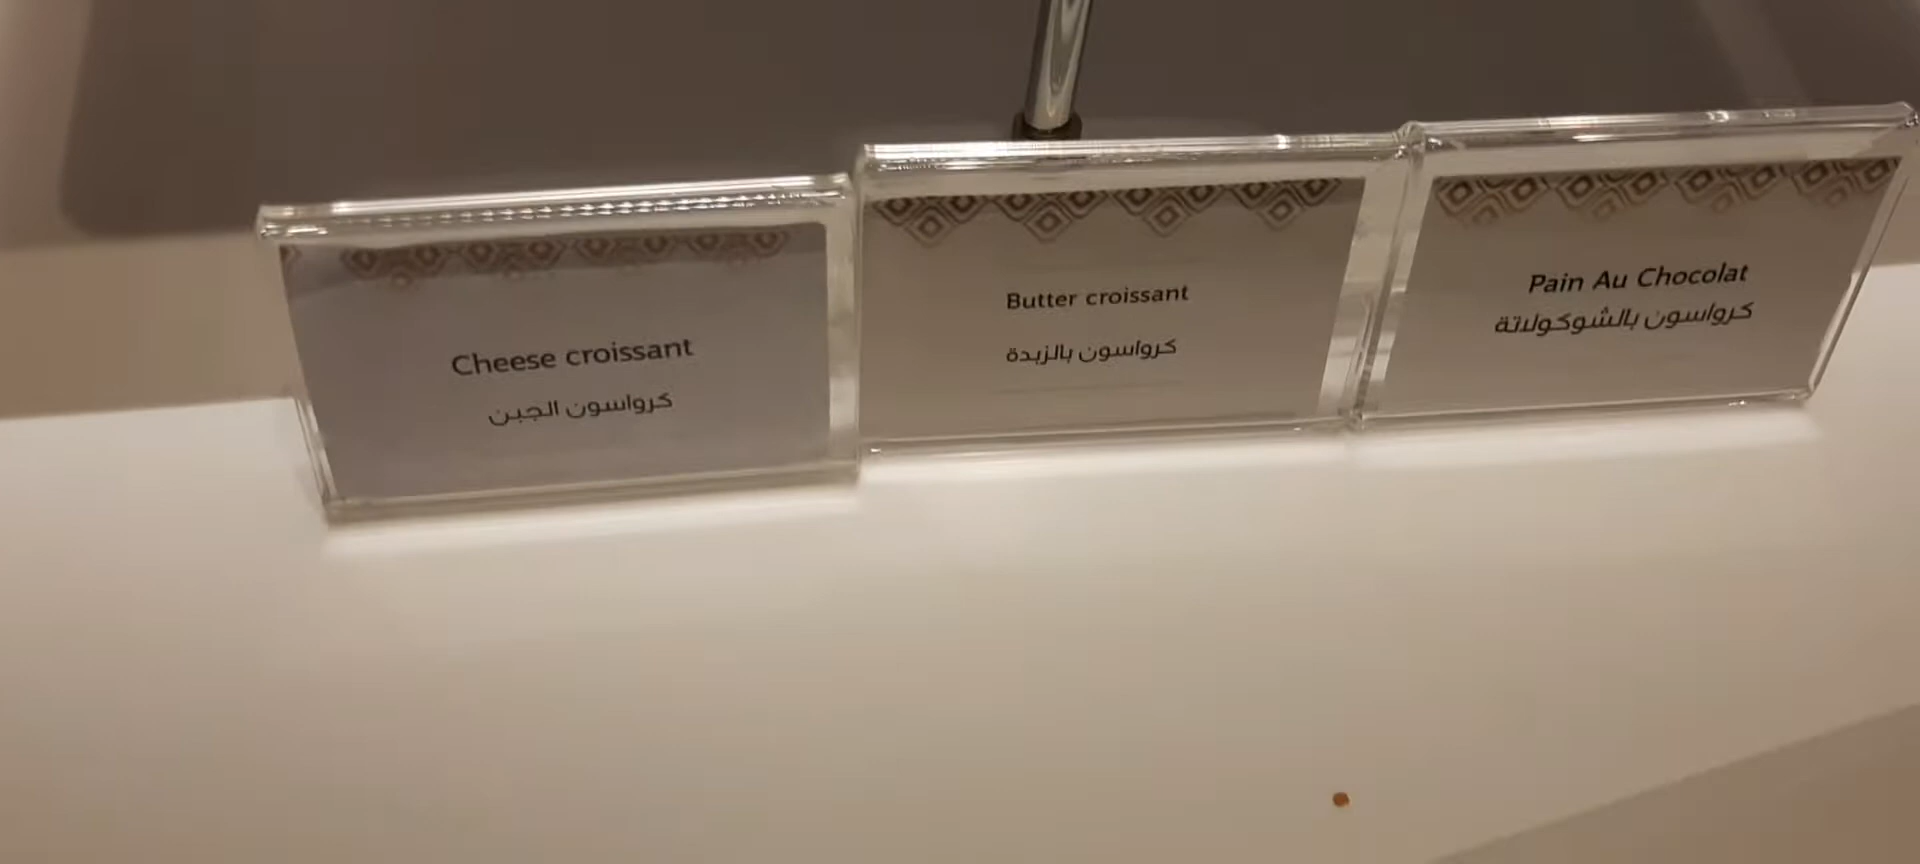 Cheese croissant
كرواسون الجبن
Butter croissant
كرواسون بالزبدة
Pain Au Chocolat
كرواسون بالشوكولاتة